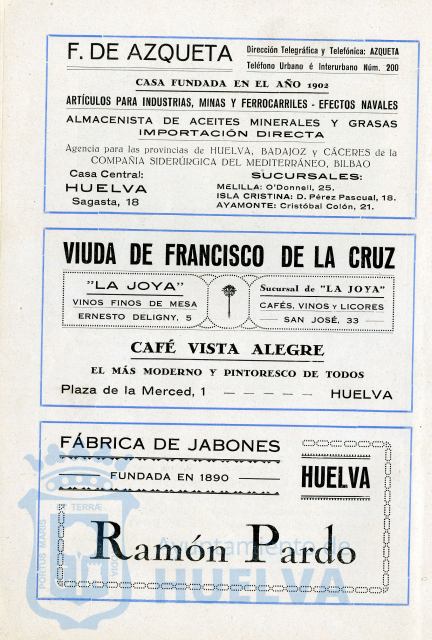 F. DE AZQUETA
Dirección Telegráfica y Telefónica: AZQUETA
Teléfono Urbano é Interurbano Núm. 200
CASA FUNDADA EN EL AÑO 1902
ARTÍCULOS PARA INDUSTRIAS, MINAS Y FERROCARRILES - EFECTOS NAVALES
ALMACENISTA DE ACEITES MINERALES Y GRASAS
IMPORTACIÓN DIRECTA
Agencia para las provincias de HUELVA, BADAJOZ y CÁCERES de la
COMPAÑIA SIDERÚRGICA DEL MEDITERRÁNEO, BILBAO
Casa Central:
HUELVA
Sagasta, 18
SUCURSALES:
MELILLA: O'Donnell, 25.
ISLA CRISTINA: D. Pérez Pascual, 18.
AYAMONTE: Cristóbal Colón, 21.
VIUDA DE FRANCISCO DE LA CRUZ
"LA JOYA"
VINOS FINOS DE MESA
ERNESTO DELIGNY, 5
Sucursal de "LA JOYA"
CAFÉS, VINOS Y LICORES
SAN JOSÉ, 33
CAFÉ VISTA ALEGRE
EL MÁS MODERNO Y PINTORESCO DE TODOS
Plaza de la Merced, 1 - - - - - HUELVA
FÁBRICA DE JABONES
FUNDADA EN 1890
HUELVA
Ramón Pardo
Ayuntamiento de
HUELVA
PORTUS MARIS
TERRÆ